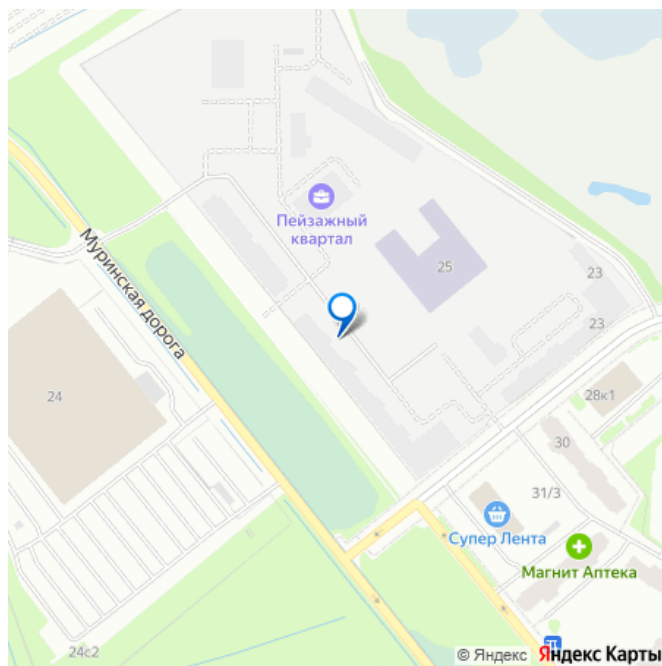 Пейзажный
квартал
25
23
23
Муринская дорога
24
28к1
30
31/3
Супер Лента
Магнит Аптека
24с2
© Яндекс Яндекс Карты